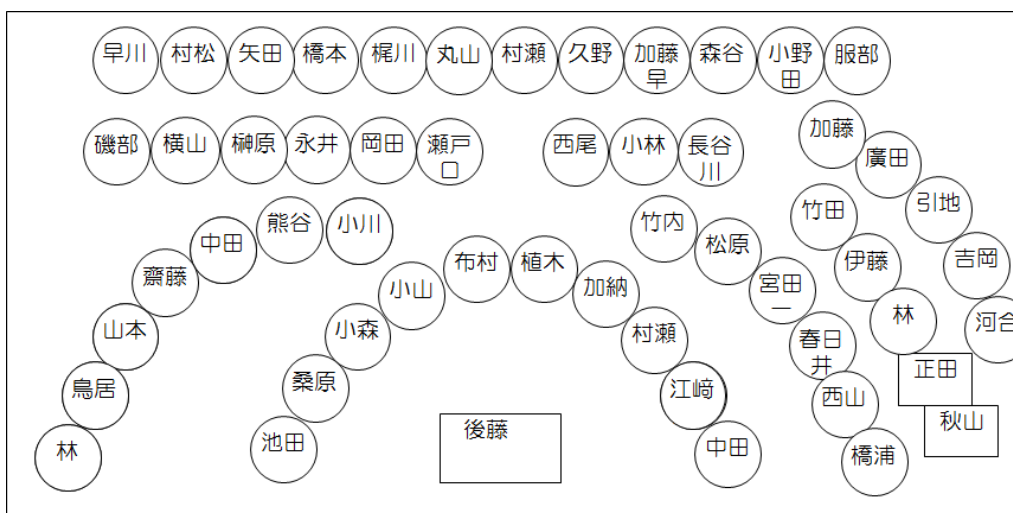 早川 村松 矢田 橋本 梶川 丸山 村瀬 久野 加藤早 森谷 小野田 服部
磯部 横山 榊原 永井 岡田 瀬戸口 西尾 小林 長谷川 加藤 廣田 引地 吉岡 河合
林 鳥居 山本 齋藤 中田 熊谷 小川 竹内 松原 宮田一 春日井 西山 橋浦
竹田 伊藤 林 正田 秋山
池田 桑原 小森 小山 布村 植木 加納 村瀬 江﨑 中田
後藤